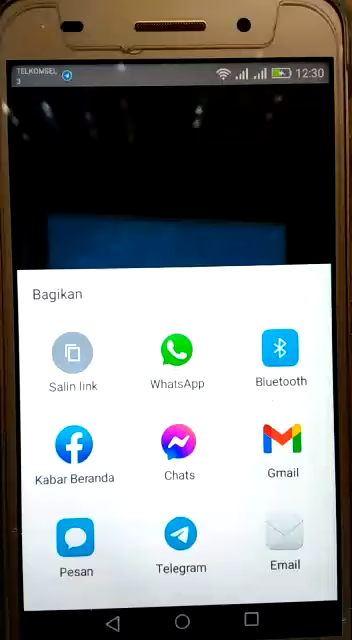 TELKOMSEL
3
12:30
Bagikan
Salin link
WhatsApp
Bluetooth
Kabar Beranda
Chats
Gmail
Pesan
Telegram
Email